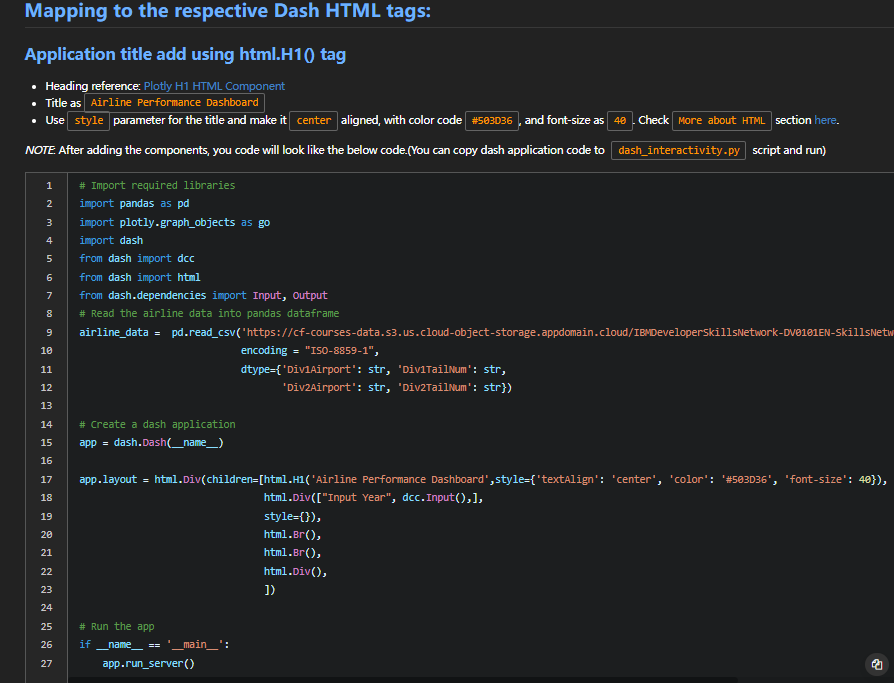 Mapping to the respective Dash HTML tags:
Application title add using html.H1() tag
• Heading reference: Plotly H1 HTML Component
• Title as Airline Performance Dashboard
• Use style parameter for the title and make it center aligned, with color code #503D36, and font-size as 40. Check More about HTML section here.
NOTE: After adding the components, you code will look like the below code.(You can copy dash application code to dash_interactivity.py script and run)
1 # Import required libraries
2 import pandas as pd
3 import plotly.graph_objects as go
4 import dash
5 from dash import dcc
6 from dash import html
7 from dash.dependencies import Input, Output
8 # Read the airline data into pandas dataframe
9 airline_data =  pd.read_csv('https://cf-courses-data.s3.us.cloud-object-storage.appdomain.cloud/IBMDeveloperSkillsNetwork-DV0101EN-SkillsNetw
10                             encoding = "ISO-8859-1",
11                             dtype={'Div1Airport': str, 'Div1TailNum': str,
12                                    'Div2Airport': str, 'Div2TailNum': str})
13
14 # Create a dash application
15 app = dash.Dash(__name__)
16
17 app.layout = html.Div(children=[html.H1('Airline Performance Dashboard',style={'textAlign': 'center', 'color': '#503D36', 'font-size': 40}),
18                                 html.Div(["Input Year", dcc.Input(),],
19                                 style={}),
20                                 html.Br(),
21                                 html.Br(),
22                                 html.Div(),
23                                 ])
24
25 # Run the app
26 if __name__ == '__main__':
27     app.run_server()